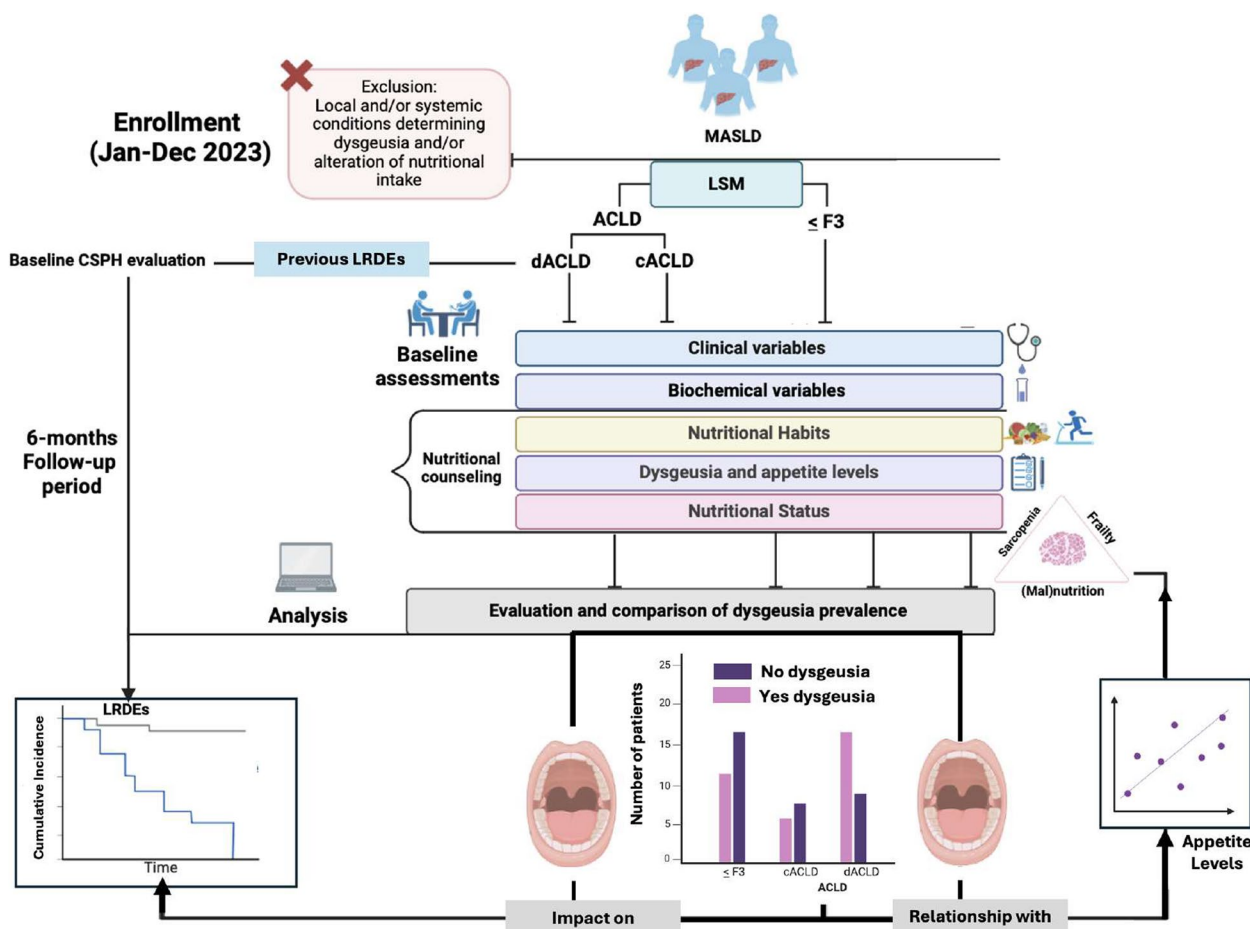 Enrollment
(Jan-Dec 2023)
Exclusion:
Local and/or systemic
conditions determining
dysgeusia and/or
alteration of nutritional
intake
MASLD
LSM
ACLD
≤ F3
Baseline CSPH evaluation
Previous LRDEs
dACLD
cACLD
Baseline
assessments
Clinical variables
Biochemical variables
6-months
Follow-up
period
Nutritional
counseling
Nutritional Habits
Dysgeusia and appetite levels
Nutritional Status
Sarcopenia
Frailty
(Mal)nutrition
Analysis
Evaluation and comparison of dysgeusia prevalence
LRDEs
Cumulative Incidence
Time
Number of patients
25
20
15
10
5
0
No dysgeusia
Yes dysgeusia
≤ F3
cACLD
dACLD
ACLD
Appetite
Levels
Impact on
Relationship with